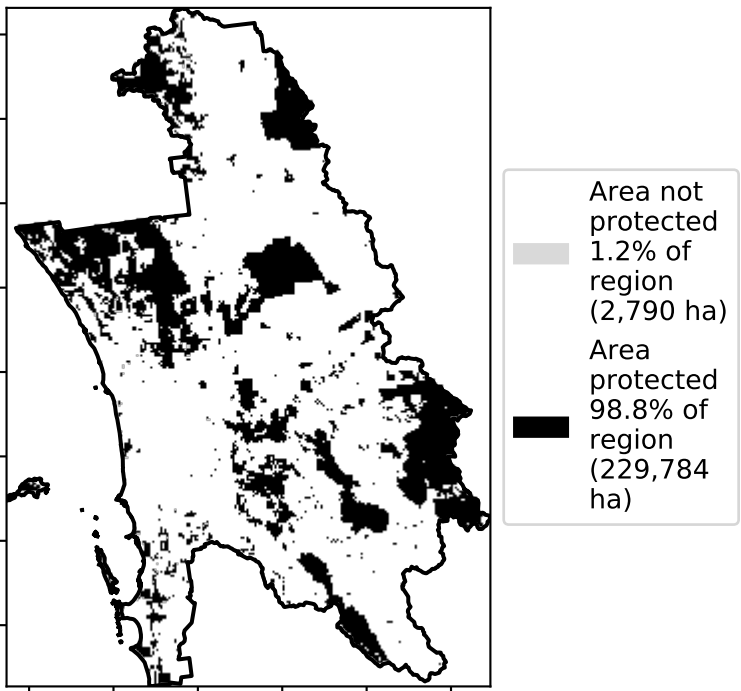 Area not
protected
1.2% of
region
(2,790 ha)
Area
protected
98.8% of
region
(229,784
ha)